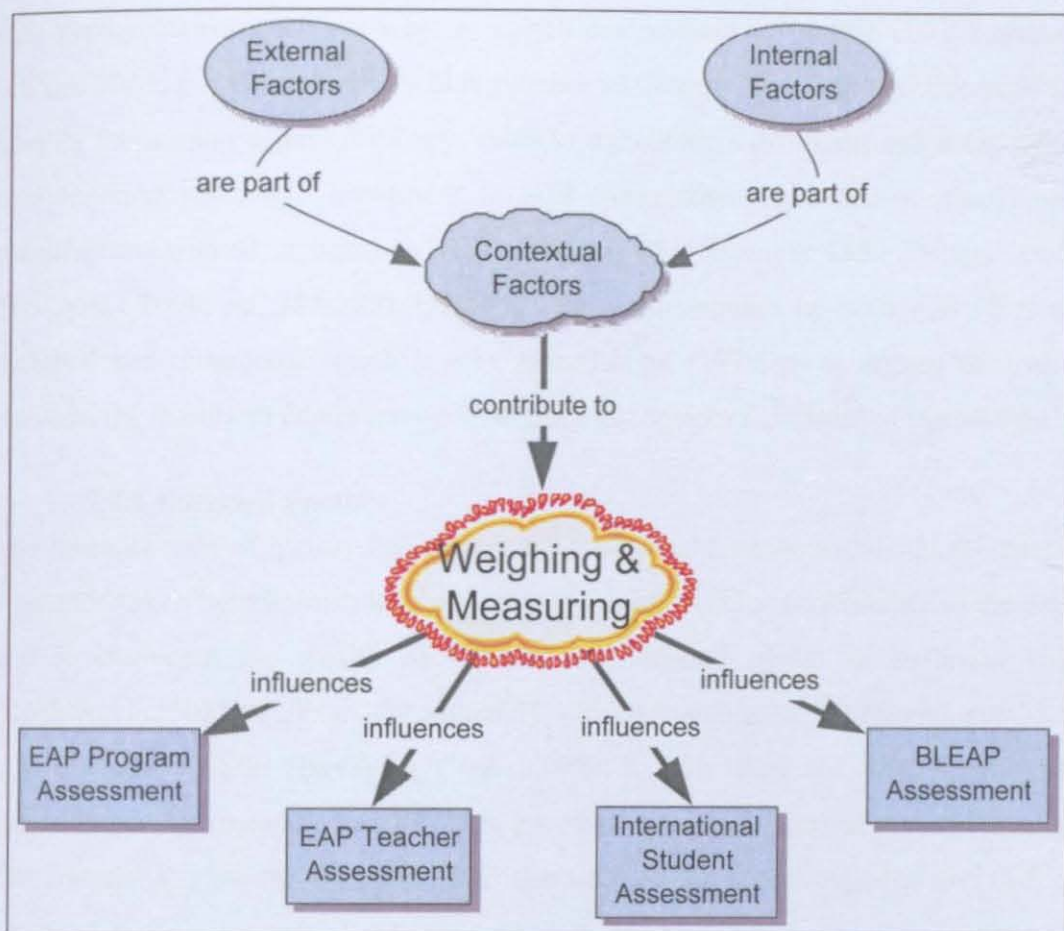 External
Factors
Internal
Factors
are part of
are part of
Contextual
Factors
contribute to
Weighing &
Measuring
influences
influences
influences
influences
EAP Program
Assessment
EAP Teacher
Assessment
International
Student
Assessment
BLEAP
Assessment